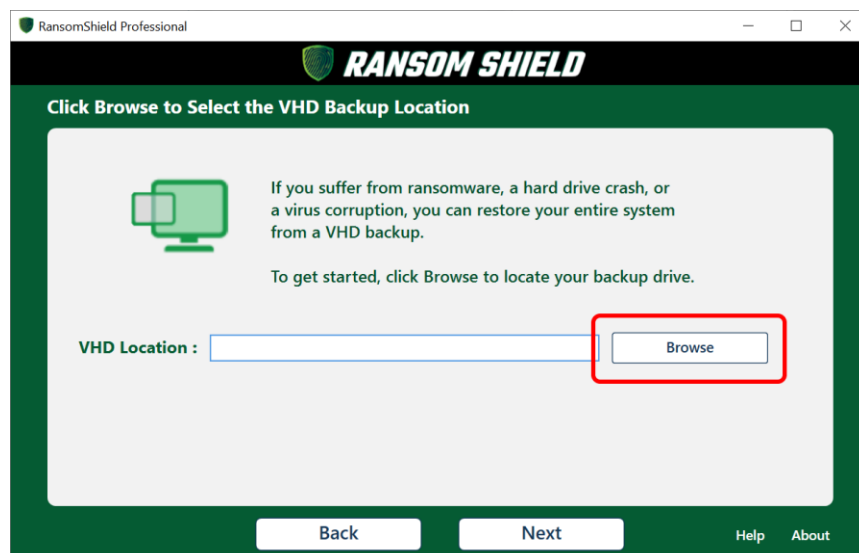 RansomShield Professional
RANSOM SHIELD
Click Browse to Select the VHD Backup Location
If you suffer from ransomware, a hard drive crash, or
a virus corruption, you can restore your entire system
from a VHD backup.
To get started, click Browse to locate your backup drive.
VHD Location :
Browse
Back
Next
Help
About